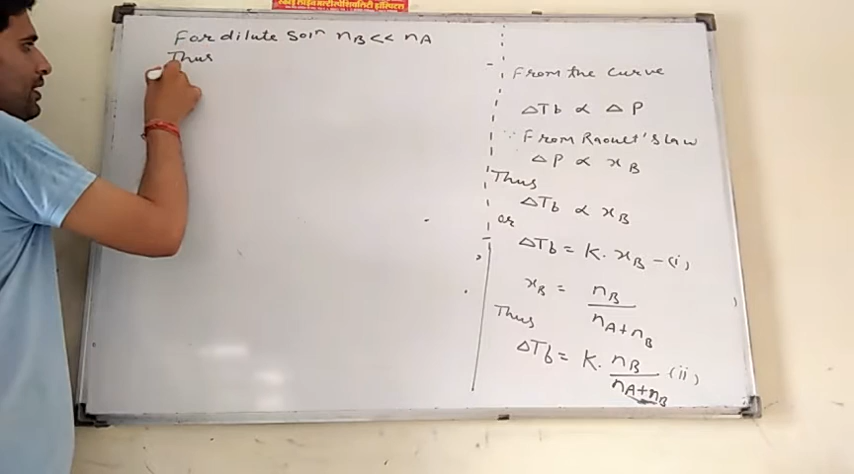 For dilute Soln nB << nA
Thus
From the Curve
ΔTb ∝ ΔP
∵ From Raoult's Law
ΔP ∝ xB
Thus
ΔTb ∝ xB
or
ΔTb = K. xB - (i)
xB = nB / nA+nB
Thus
ΔTb = K. nB / nA+nB (ii)